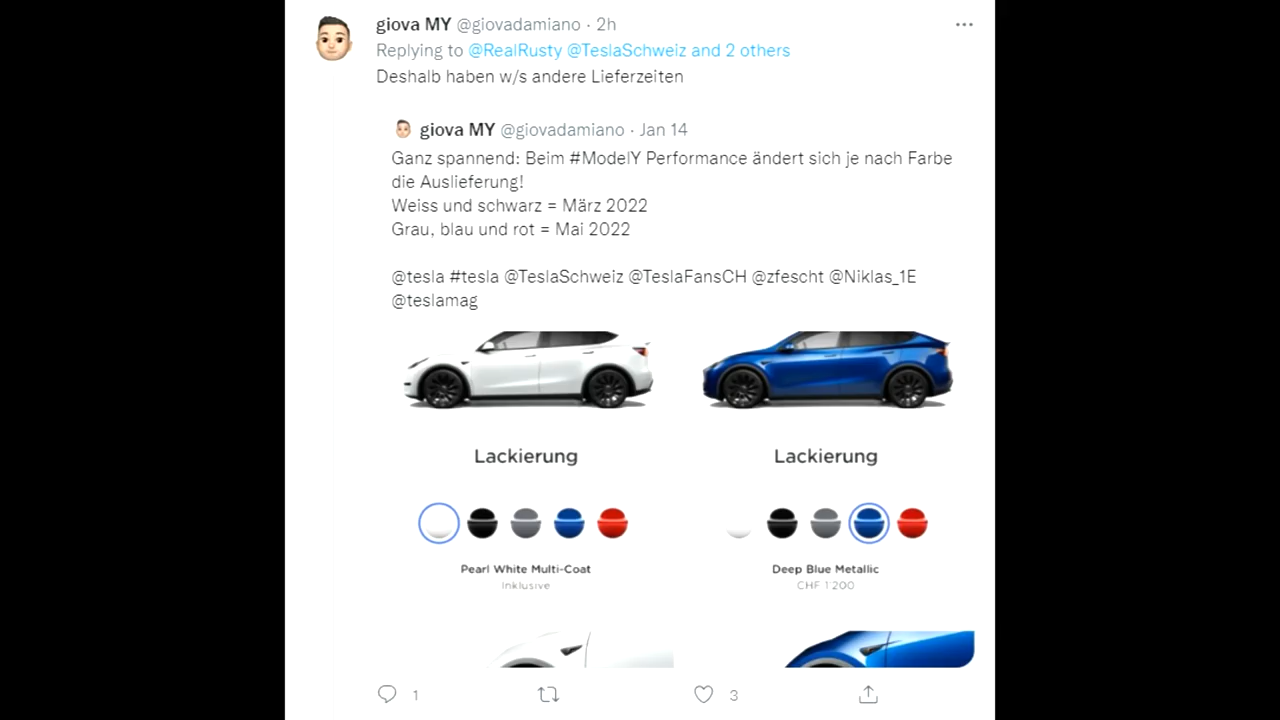 giova MY @giovadamiano · 2h
Replying to @RealRusty @TeslaSchweiz and 2 others
Deshalb haben w/s andere Lieferzeiten
giova MY @giovadamiano · Jan 14
Ganz spannend: Beim #ModelY Performance ändert sich je nach Farbe
die Auslieferung!
Weiss und schwarz = März 2022
Grau, blau und rot = Mai 2022
@tesla #tesla @TeslaSchweiz @TeslaFansCH @zfescht @Niklas_1E
@teslamag
Lackierung
Pearl White Multi-Coat
Inklusive
Lackierung
Deep Blue Metallic
CHF 1'200
1
3